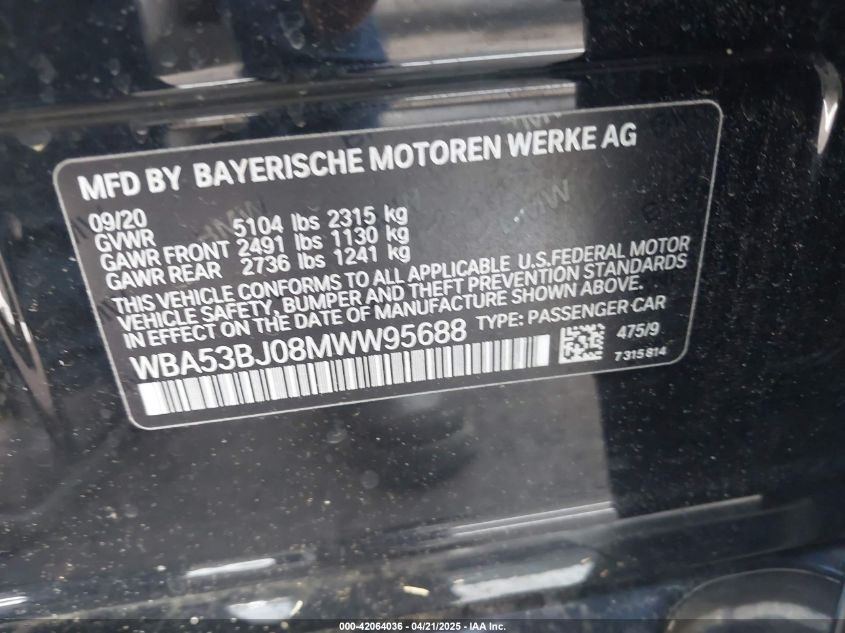 MFD BY BAYERISCHE MOTOREN WERKE AG
09/20
GVWR 5104 lbs 2315 kg
GAWR FRONT 2491 lbs 1130 kg
GAWR REAR 2736 lbs 1241 kg
THIS VEHICLE CONFORMS TO ALL APPLICABLE U.S.FEDERAL MOTOR
VEHICLE SAFETY, BUMPER AND THEFT PREVENTION STANDARDS
IN EFFECT ON THE DATE OF MANUFACTURE SHOWN ABOVE.
WBA53BJ08MWW95688 TYPE: PASSENGER CAR
475/9
7315814
000-42064036 - 04/21/2025 - IAA Inc.